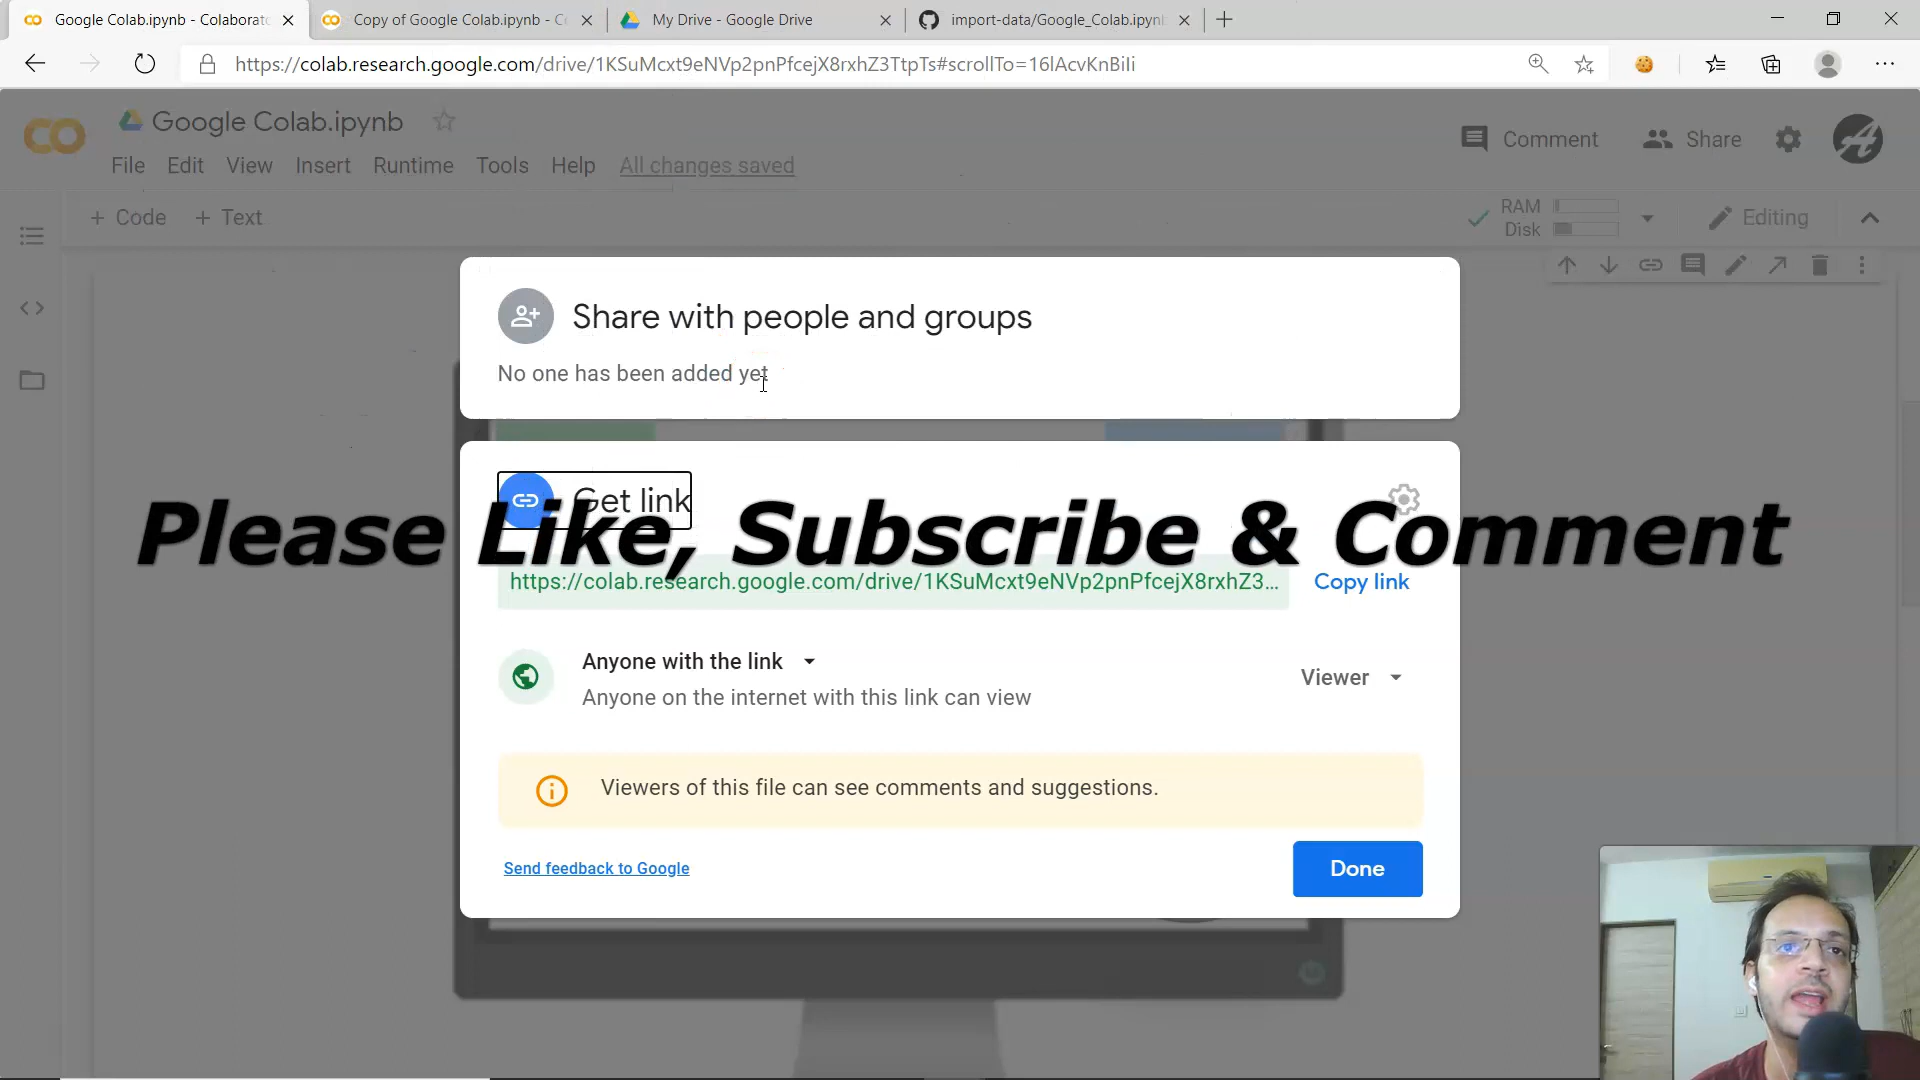 Google Colab.ipynb - Colaborat
Copy of Google Colab.ipynb - C
My Drive - Google Drive
import-data/Google_Colab.ipyn
https://colab.research.google.com/drive/1KSuMcxt9eNVp2pnPfcejX8rxhZ3TtpTs#scrollTo=16lAcvKnBiIi
CO
Google Colab.ipynb
Comment
Share
File Edit View Insert Runtime Tools Help All changes saved
+ Code + Text
RAM
Disk
Editing
Share with people and groups
No one has been added yet
Get link
Please Like, Subscribe & Comment
https://colab.research.google.com/drive/1KSuMcxt9eNVp2pnPfcejX8rxhZ3...
Copy link
Anyone with the link
Anyone on the internet with this link can view
Viewer
Viewers of this file can see comments and suggestions.
Send feedback to Google
Done